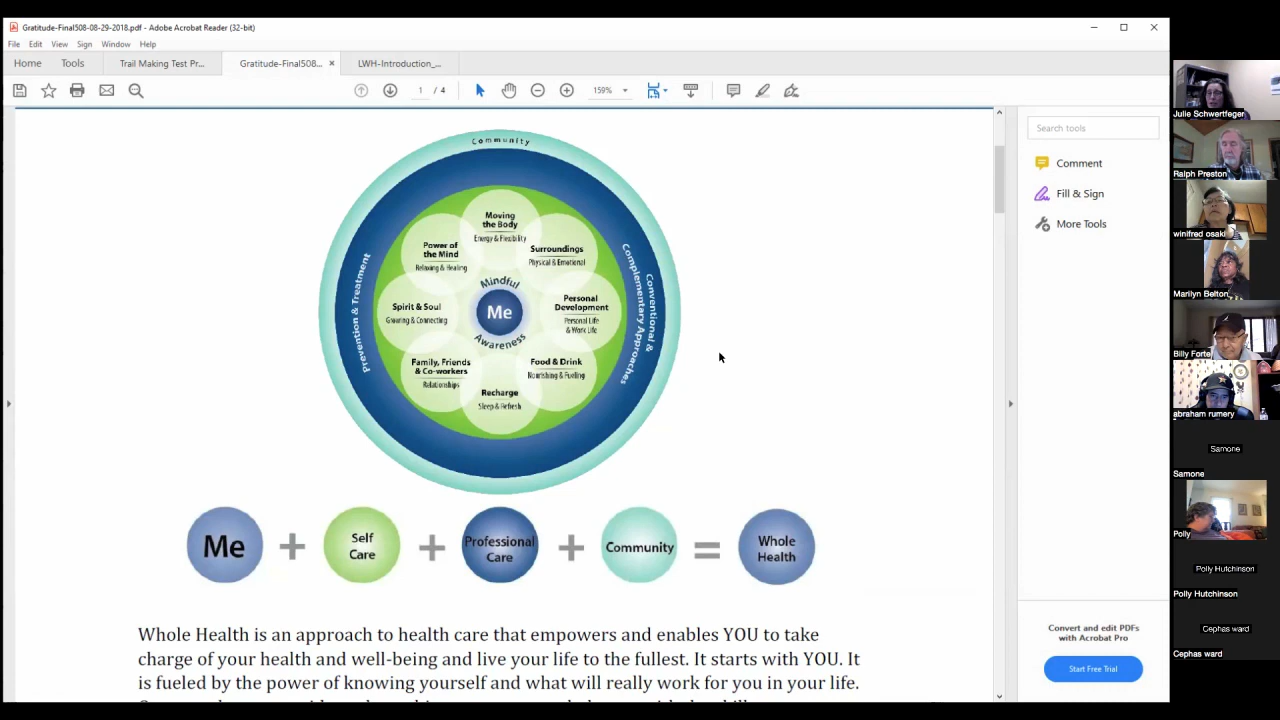 Gratitude-Final508-08-29-2018.pdf - Adobe Acrobat Reader (32-bit)
File Edit View Sign Window Help
Home Tools Trail Making Test Pr... Gratitude-Final508... × LWH-Introduction_...
1 / 4 159%
Community
Moving
the Body
Energy & Flexibility
Surroundings
Physical & Emotional
Personal
Development
Personal Life
& Work Life
Food & Drink
Nourishing & Fueling
Recharge
Sleep & Refresh
Family, Friends
& Co-workers
Relationships
Spirit & Soul
Growing & Connecting
Power of
the Mind
Relaxing & Healing
Mindful
Me
Awareness
Prevention & Treatment
Conventional &
Complementary Approaches
Me + Self
Care + Professional
Care + Community = Whole
Health
Whole Health is an approach to health care that empowers and enables YOU to take
charge of your health and well-being and live your life to the fullest. It starts with YOU. It
is fueled by the power of knowing yourself and what will really work for you in your life.
Search tools
Comment
Fill & Sign
More Tools
Convert and edit PDFs
with Acrobat Pro
Start Free Trial
Julie Schwertfeger
Ralph Preston
winifred osaki
Marilyn Belton
Billy Forte
abraham rumery
Samone
Samone
Polly
Polly Hutchinson
Polly Hutchinson
Cephas ward
Cephas ward